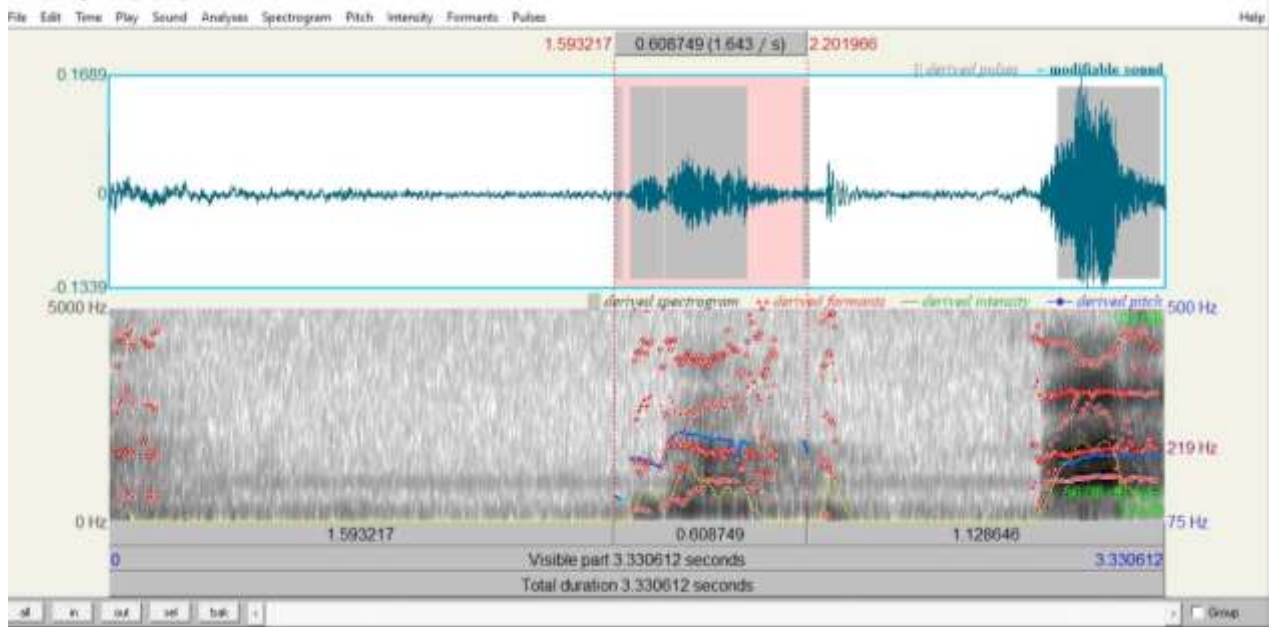 File Edit Time Play Sound Analyses Spectrogram Pitch Intensity Formants Pulses Help
1.593217 0.608749 (1.643 / s) 2.201966
0.1689 derived pulses modifiable sound
0
-0.1339
5000 Hz derived spectrogram derived formants derived intensity derived pitch 500 Hz
219 Hz
0 Hz 75 Hz
1.593217 0.608749 1.128646
0 Visible part 3.330612 seconds 3.330612
Total duration 3.330612 seconds
all in out sel bak Group